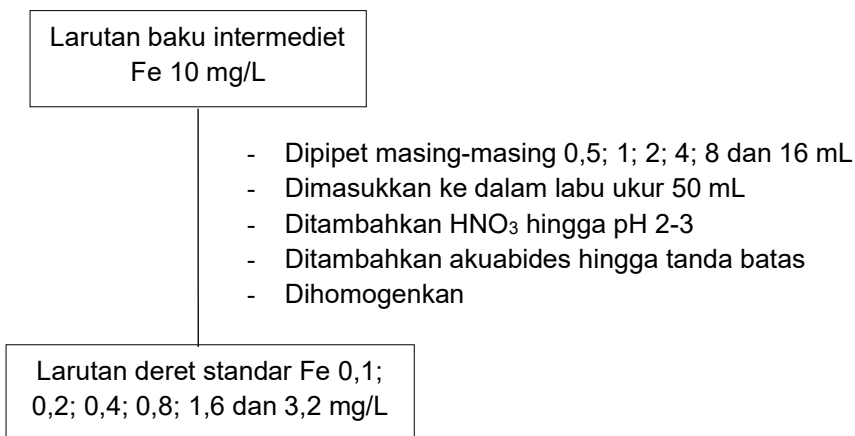 Larutan baku intermediet
Fe 10 mg/L
- Dipipet masing-masing 0,5; 1; 2; 4; 8 dan 16 mL
- Dimasukkan ke dalam labu ukur 50 mL
- Ditambahkan HNO₃ hingga pH 2-3
- Ditambahkan akuabides hingga tanda batas
- Dihomogenkan
Larutan deret standar Fe 0,1;
0,2; 0,4; 0,8; 1,6 dan 3,2 mg/L